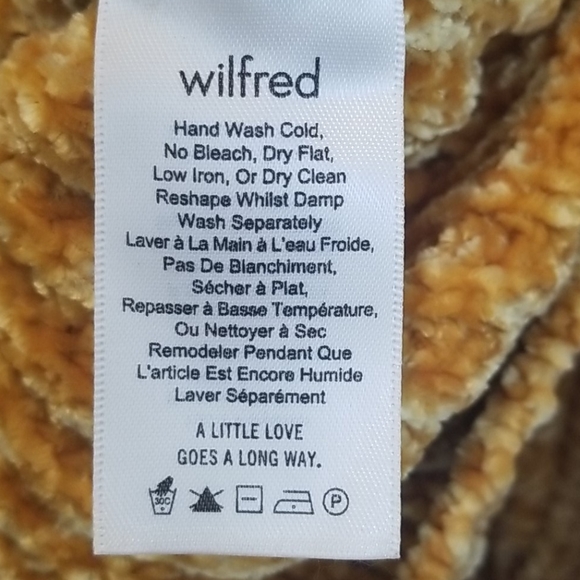 wilfred
Hand Wash Cold,
No Bleach, Dry Flat,
Low Iron, Or Dry Clean
Reshape Whilst Damp
Wash Separately
Laver à La Main à L'eau Froide,
Pas De Blanchiment,
Sécher à Plat,
Repasser à Basse Température,
Ou Nettoyer à Sec
Remodeler Pendant Que
L'article Est Encore Humide
Laver Séparément
A LITTLE LOVE
GOES A LONG WAY.
30C P